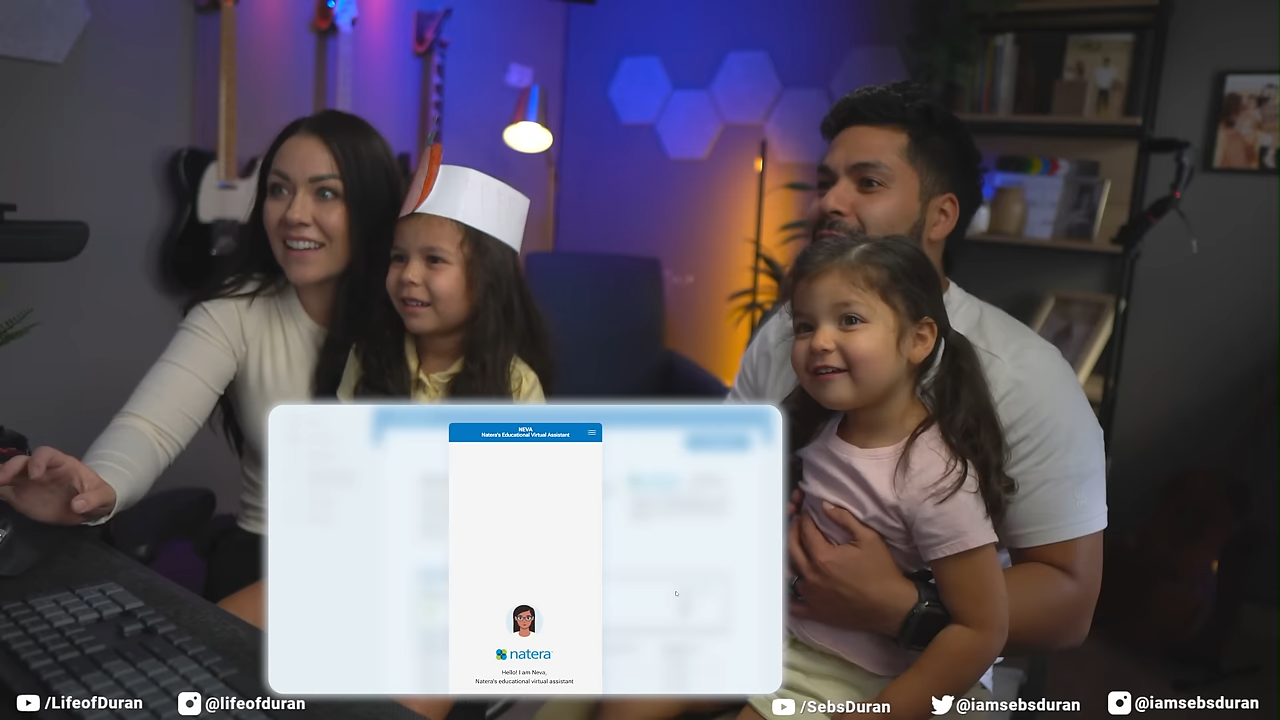 NEVA
Natera's Educational Virtual Assistant
natera
Hello! I am Neva,
Natera's educational virtual assistant
/LifeofDuran
@lifeofduran
/SebsDuran
@iamsebsduran
@iamsebsduran